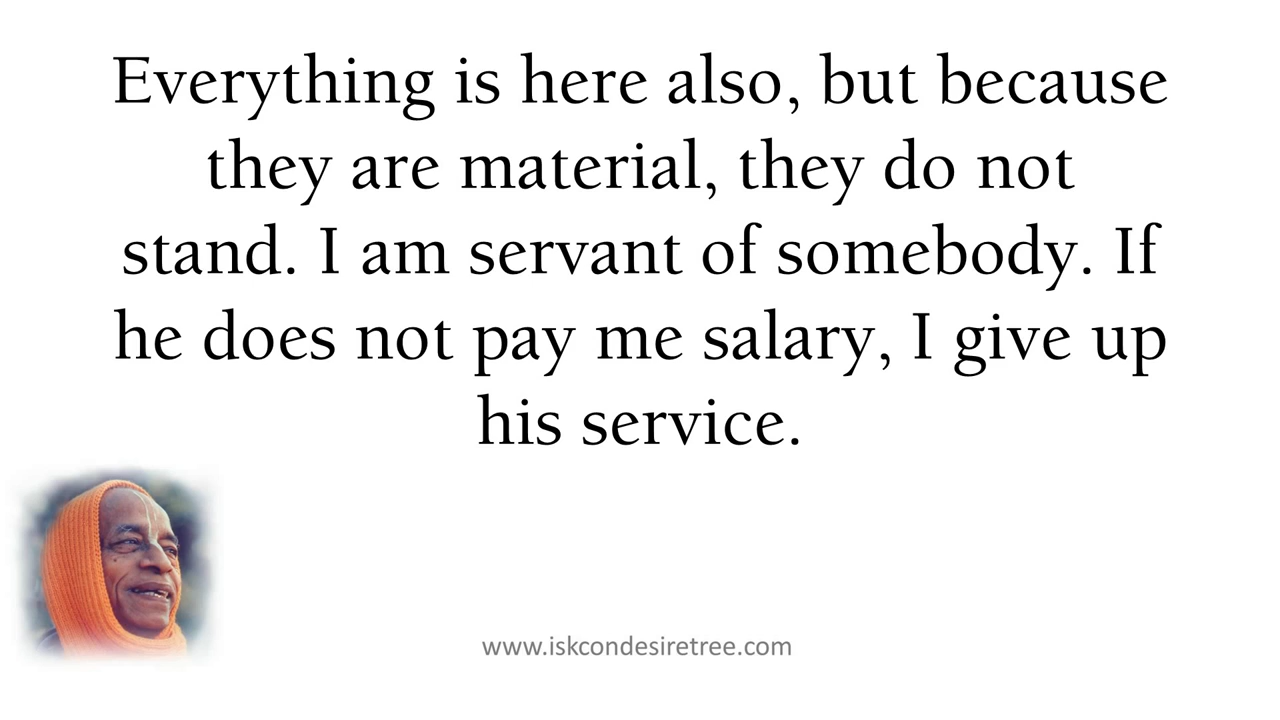 Everything is here also, but because
they are material, they do not
stand. I am servant of somebody. If
he does not pay me salary, I give up
his service.
www.iskcondesiretree.com